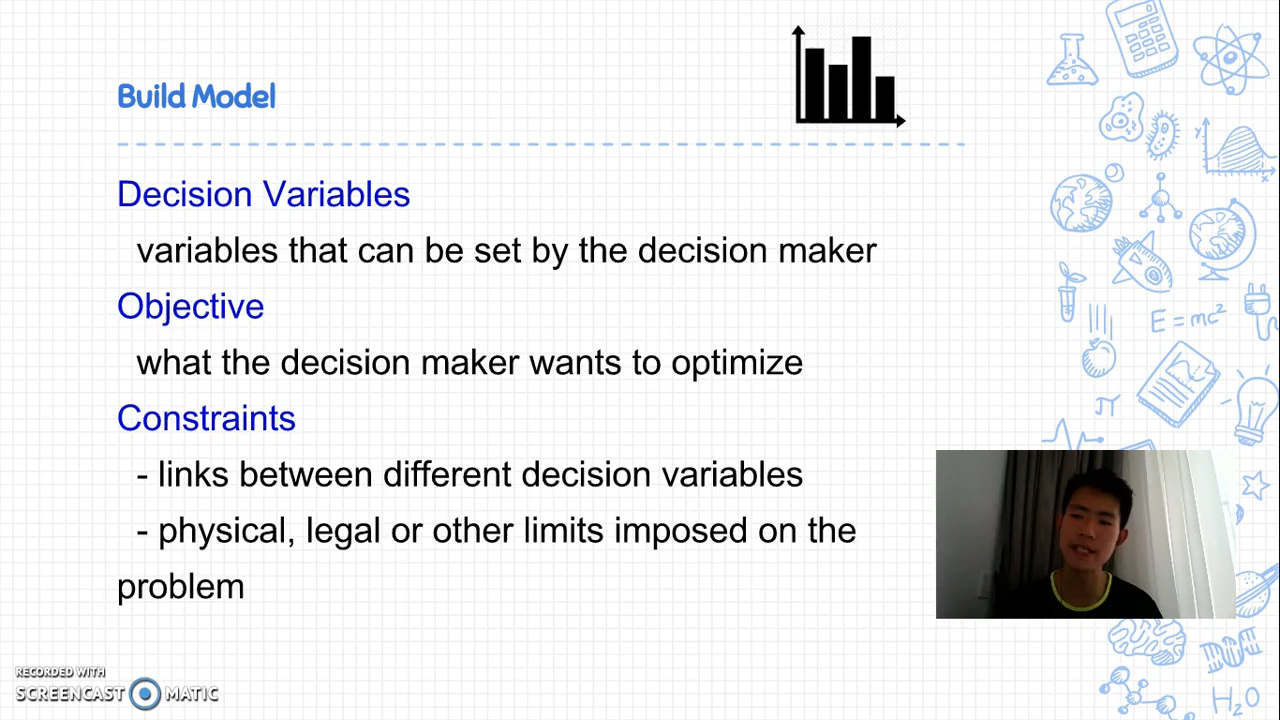 Build Model
Decision Variables
variables that can be set by the decision maker
Objective
what the decision maker wants to optimize
Constraints
- links between different decision variables
- physical, legal or other limits imposed on the
problem
y
x
E = mc²
π
H₂O
RECORDED WITH
SCREENCAST MATIC